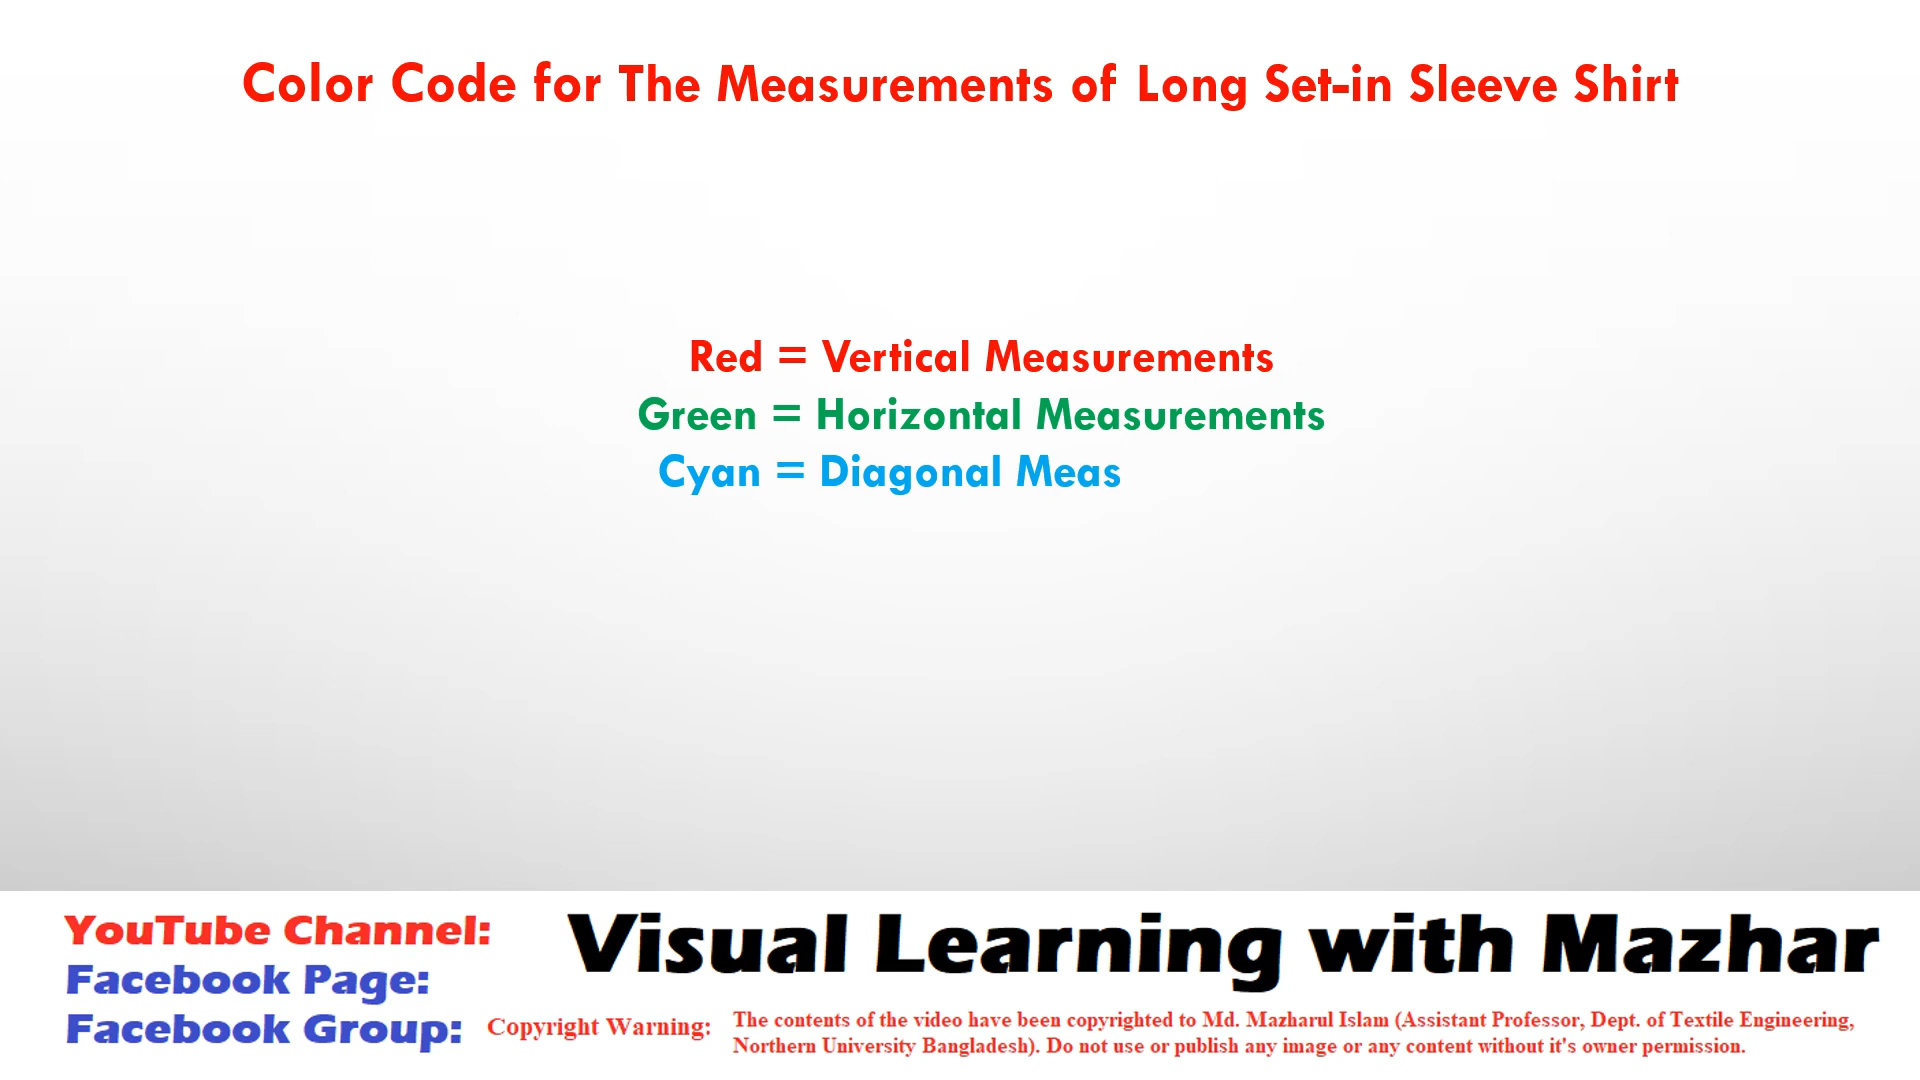 Color Code for The Measurements of Long Set-in Sleeve Shirt
Red = Vertical Measurements
Green = Horizontal Measurements
Cyan = Diagonal Meas
YouTube Channel:
Facebook Page:
Facebook Group:
Visual Learning with Mazhar
Copyright Warning:
The contents of the video have been copyrighted to Md. Mazharul Islam (Assistant Professor, Dept. of Textile Engineering,
Northern University Bangladesh). Do not use or publish any image or any content without it's owner permission.